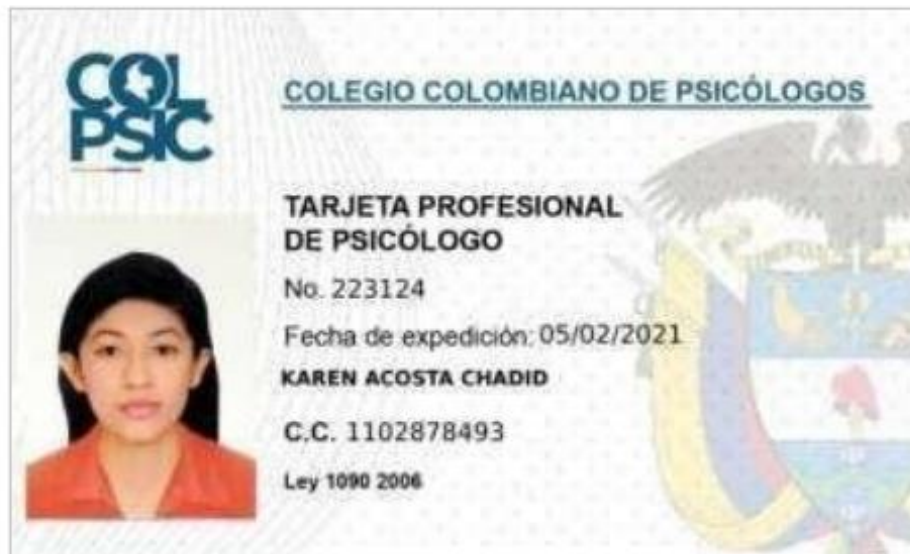 COL
PSIC
COLEGIO COLOMBIANO DE PSICÓLOGOS
TARJETA PROFESIONAL
DE PSICÓLOGO
No. 223124
Fecha de expedición: 05/02/2021
KAREN ACOSTA CHADID
C.C. 1102878493
Ley 1090 2006